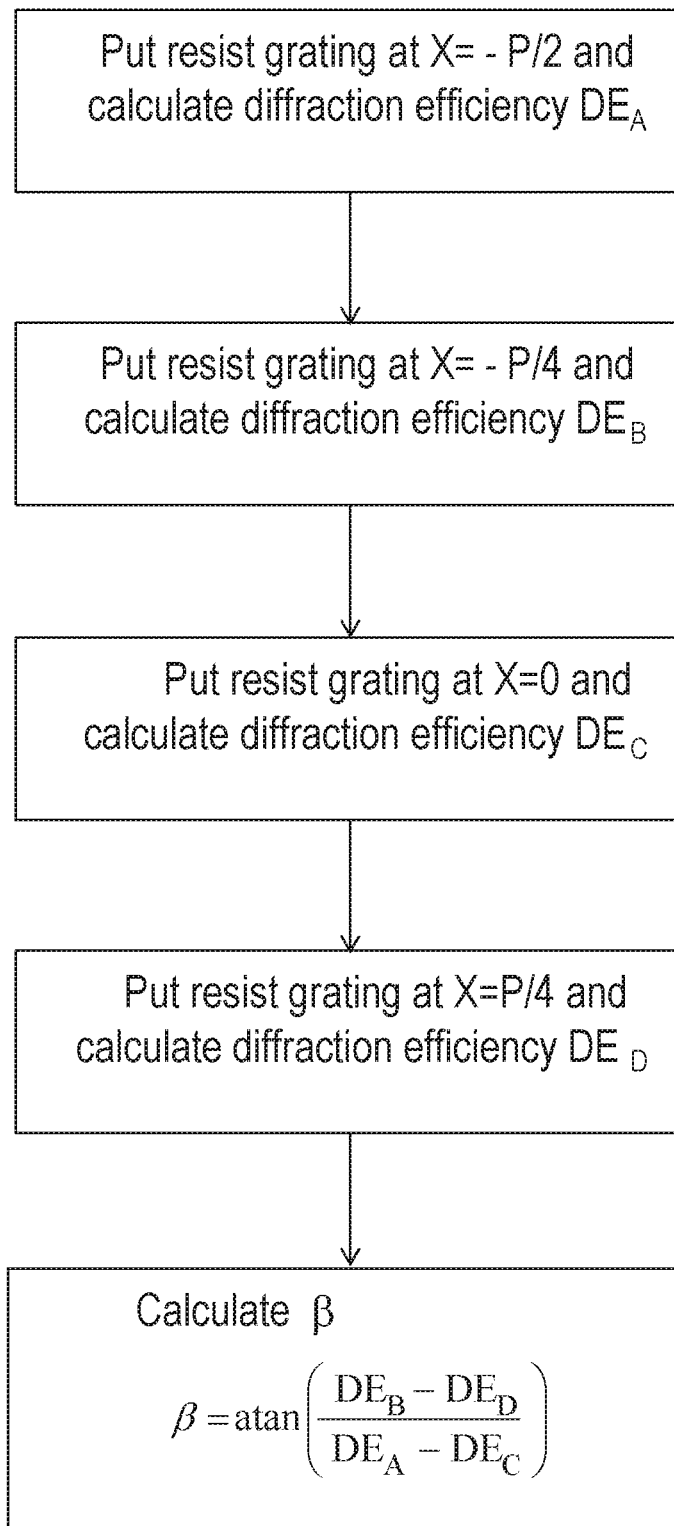 Put resist grating at X= - P/2 and
calculate diffraction efficiency DE_A
Put resist grating at X= - P/4 and
calculate diffraction efficiency DE_B
Put resist grating at X=0 and
calculate diffraction efficiency DE_C
Put resist grating at X=P/4 and
calculate diffraction efficiency DE_D
Calculate β
β = atan( (DE_B − DE_D) / (DE_A − DE_C) )